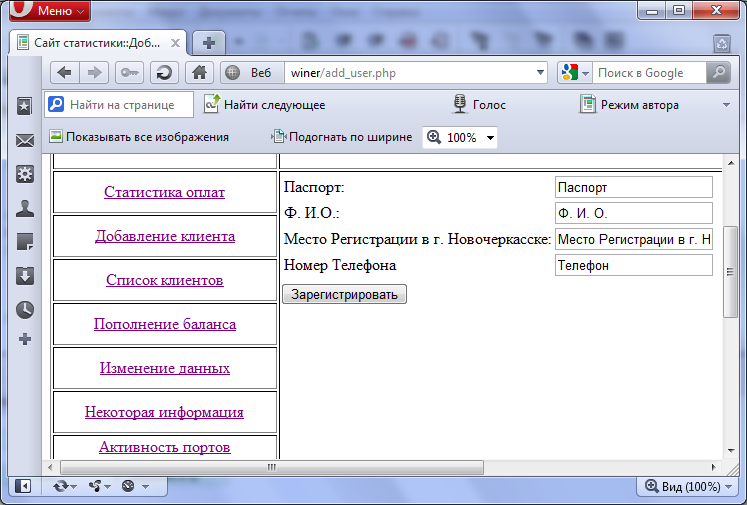 Меню
Сайт статистики::Доб...
Веб
winer/add_user.php
Поиск в Google
Найти на странице
Найти следующее
Голос
Режим автора
Показывать все изображения
Подогнать по ширине
100%
Статистика оплат
Добавление клиента
Список клиентов
Пополнение баланса
Изменение данных
Некоторая информация
Активность портов
Паспорт: Паспорт
Ф. И.О.: Ф. И. О.
Место Регистрации в г. Новочеркасске: Место Регистрации в г. Н
Номер Телефона Телефон
Зарегистрировать
Вид (100%)